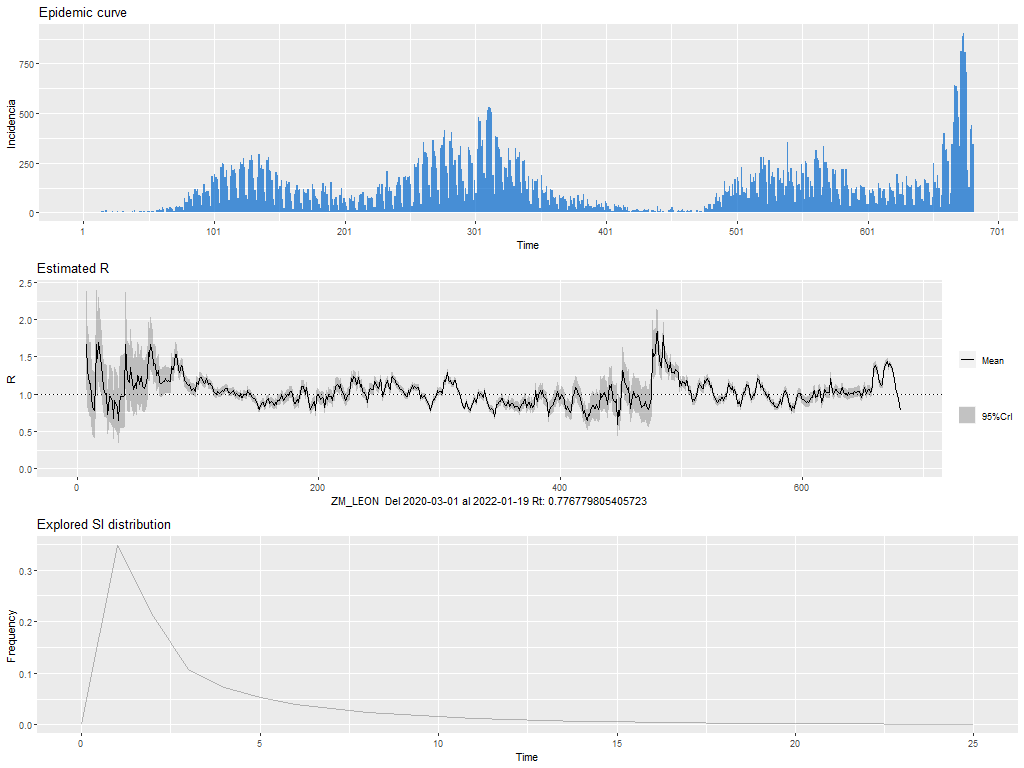 Epidemic curve
Incidencia
750
500
250
0
1 101 201 301 401 501 601 701
Time
Estimated R
R
2.5
2.0
1.5
1.0
0.5
0.0
0 200 400 600
ZM_LEON Del 2020-03-01 al 2022-01-19 Rt: 0.776779805405723
Mean
95%CrI
Explored SI distribution
Frequency
0.3
0.2
0.1
0.0
0 5 10 15 20 25
Time